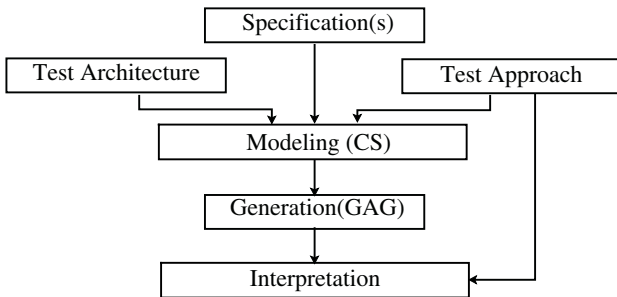 Specification(s)
Test Architecture
Test Approach
Modeling (CS)
Generation(GAG)
Interpretation